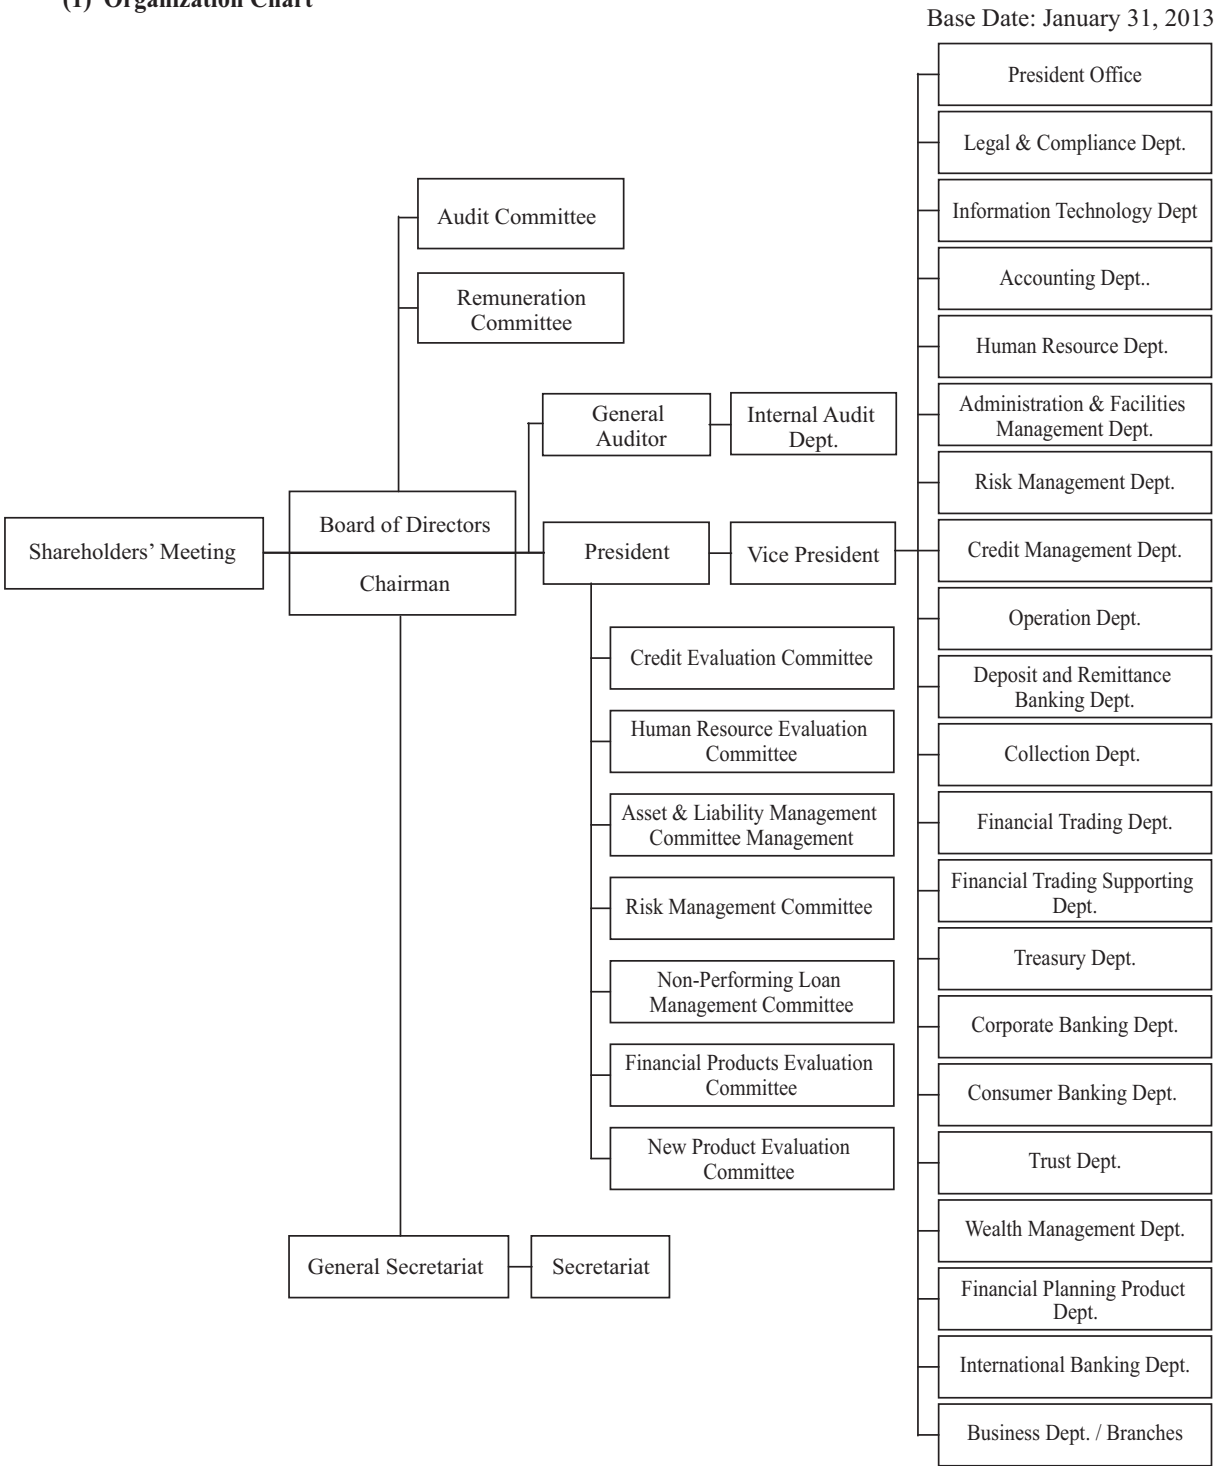 (1) Organization Chart
Base Date: January 31, 2013
President Office
Legal & Compliance Dept.
Information Technology Dept
Accounting Dept..
Human Resource Dept.
Administration & Facilities
Management Dept.
Risk Management Dept.
Credit Management Dept.
Operation Dept.
Deposit and Remittance
Banking Dept.
Collection Dept.
Financial Trading Dept.
Financial Trading Supporting
Dept.
Treasury Dept.
Corporate Banking Dept.
Consumer Banking Dept.
Trust Dept.
Wealth Management Dept.
Financial Planning Product
Dept.
International Banking Dept.
Business Dept. / Branches
Audit Committee
Remuneration
Committee
General
Auditor
Internal Audit
Dept.
Shareholders’ Meeting
Board of Directors
Chairman
President
Vice President
Credit Evaluation Committee
Human Resource Evaluation
Committee
Asset & Liability Management
Committee Management
Risk Management Committee
Non-Performing Loan
Management Committee
Financial Products Evaluation
Committee
New Product Evaluation
Committee
General Secretariat
Secretariat